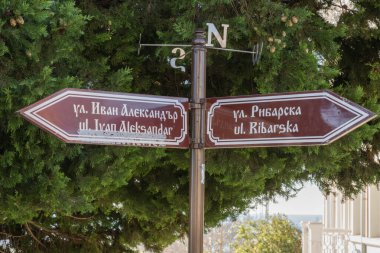 N
ул. Иван Александър
ul. Ivan Aleksandar
ул. Рибарска
ul. Ribarska